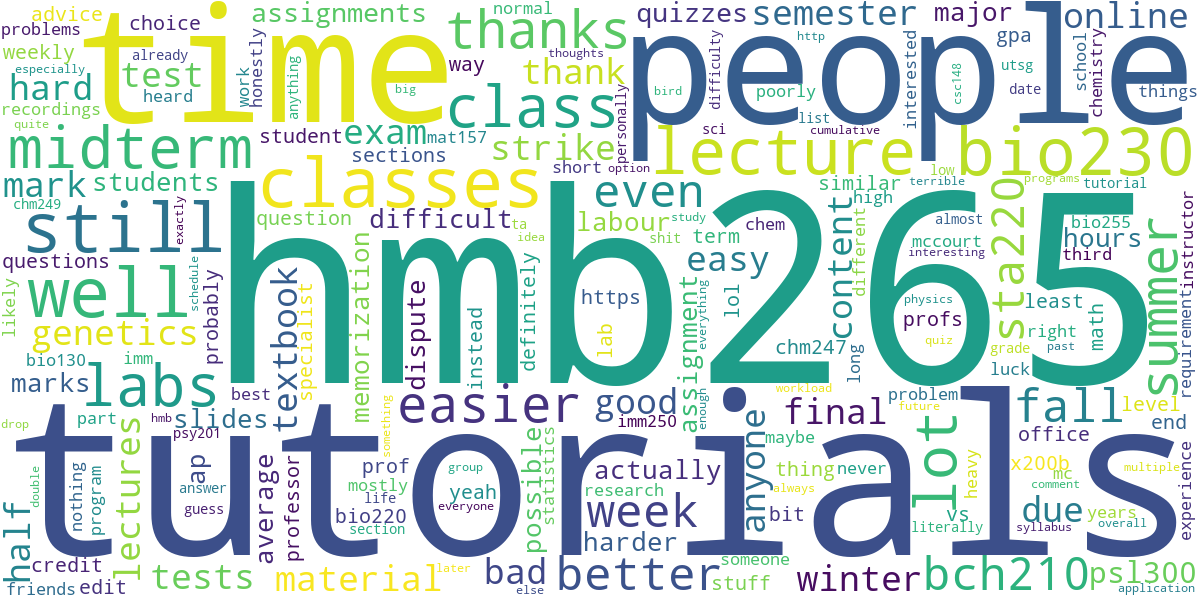 advice
choice
assignments
thanks
quizzes
semester
major
online
problems
time
people
normal
thoughts
http
gpa
utsg
school
chemistry
weekly
already
test
way
thank
bird
poorly
interested
csc148
date
things
especially
hard
heard
work
honestly
anything
class
big
difficulty
list
recordings
quite
student
exam
mat157
strike
personally
sci
cumulative
midterm
sections
short
option
lecture
bio230
mark
students
classes
even
similar
low
terrible
programs
tutorial
chm249
exactly
question
difficult
ta
idea
labour
study
shit
term
chem
high
almost
bio255
still
hmb265
easy
content
different
mccourt
interesting
sta220
hours
third
summer
instructor
requirement
questions
well
schedule
probably
textbook
specialist
memorization
dispute
instead
definitely
https
lab
assignment
everything
lol
chm247
long
physics
profs
least
right
math
past
likely
genetics
quiz
grade
luck
bio130
imm
marks
labs
best
easier
good
enough
workload
future
problem
fall
level
drop
part
hmb
slides
psy201
something
imm250
final
end
tutorials
office
half
double
nothing
program
lectures
ap
answer
guess
average
professor
prof
mostly
life
bio220
section
group
yeah
everyone
possible
statistics
actually
research
week
harder
anyone
maybe
thing
always
bit
never
lot
literally
heavy
vs
x200b
mc
comment
syllabus
due
years
multiple
overall
experience
credit
friends
edit
tests
material
later
bad
else
better
someone
stuff
winter
bch210
psl300
application